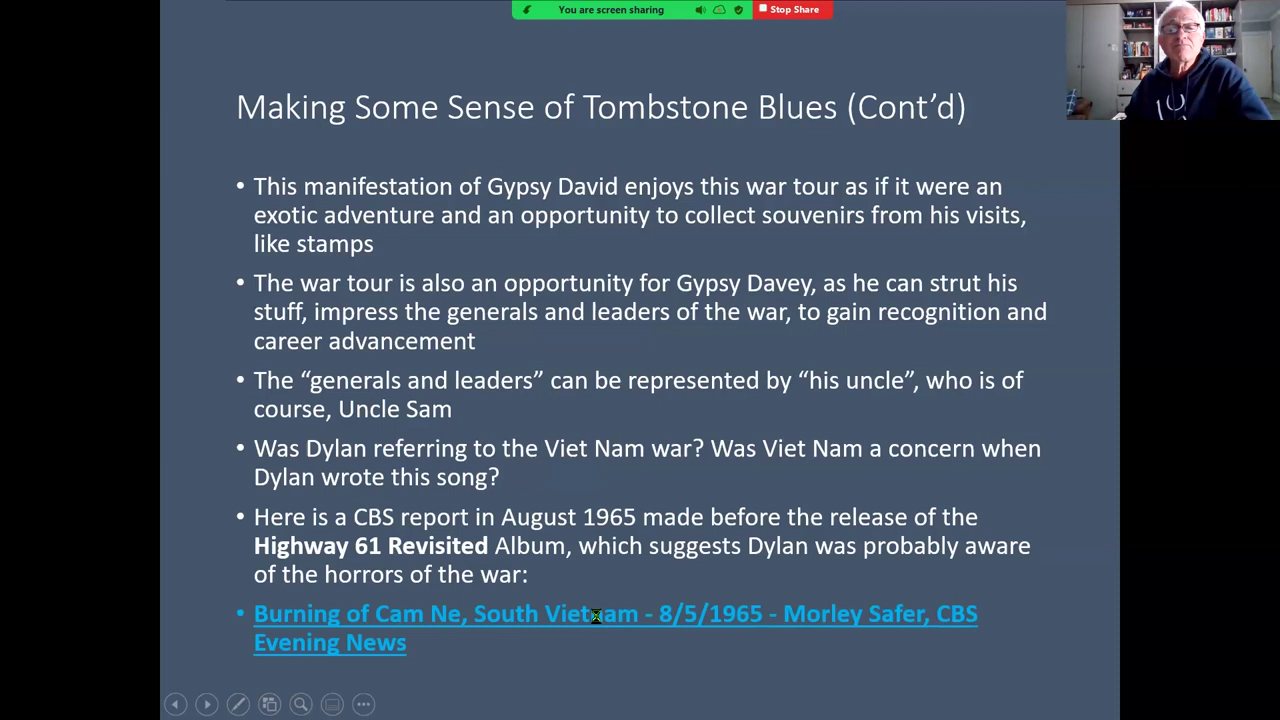 You are screen sharing
Stop Share
Making Some Sense of Tombstone Blues (Cont’d)
• This manifestation of Gypsy David enjoys this war tour as if it were an
exotic adventure and an opportunity to collect souvenirs from his visits,
like stamps
• The war tour is also an opportunity for Gypsy Davey, as he can strut his
stuff, impress the generals and leaders of the war, to gain recognition and
career advancement
• The “generals and leaders” can be represented by “his uncle”, who is of
course, Uncle Sam
• Was Dylan referring to the Viet Nam war? Was Viet Nam a concern when
Dylan wrote this song?
• Here is a CBS report in August 1965 made before the release of the
Highway 61 Revisited Album, which suggests Dylan was probably aware
of the horrors of the war:
• Burning of Cam Ne, South Vietnam - 8/5/1965 - Morley Safer, CBS
Evening News